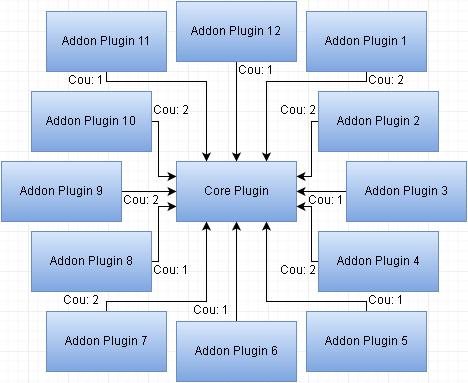 Addon Plugin 11
Addon Plugin 12
Addon Plugin 1
Cou: 1
Cou: 1
Cou: 2
Addon Plugin 10
Cou: 2
Cou: 2
Addon Plugin 2
Addon Plugin 9
Cou: 2
Core Plugin
Cou: 1
Addon Plugin 3
Addon Plugin 8
Cou: 1
Cou: 2
Addon Plugin 4
Cou: 2
Cou: 1
Cou: 1
Addon Plugin 7
Addon Plugin 6
Addon Plugin 5